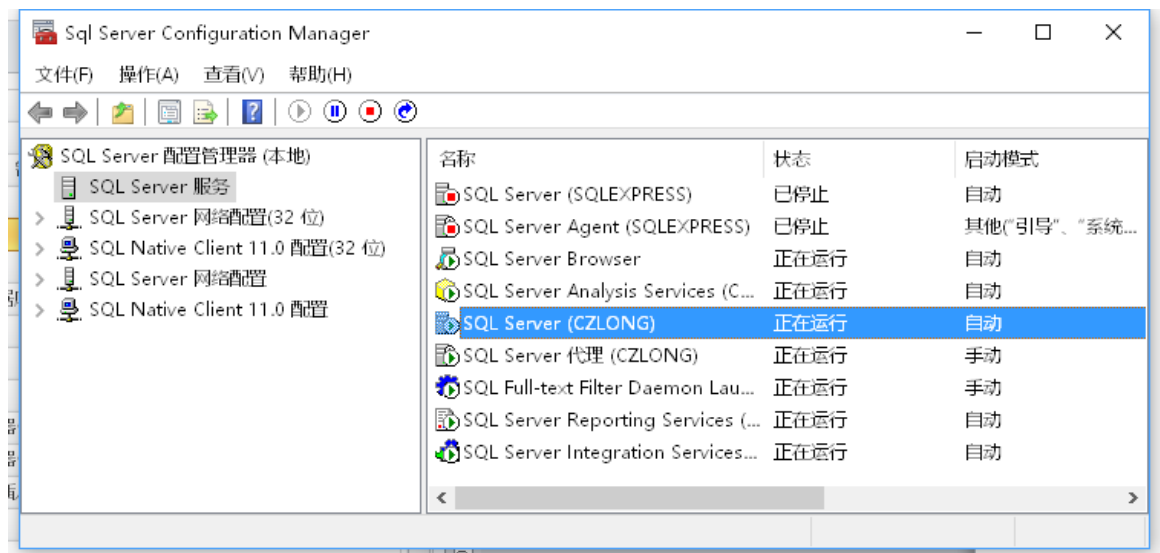 Sql Server Configuration Manager
文件(F) 操作(A) 查看(V) 帮助(H)
SQL Server 配置管理器 (本地)
SQL Server 服务
SQL Server 网络配置(32 位)
SQL Native Client 11.0 配置(32 位)
SQL Server 网络配置
SQL Native Client 11.0 配置
名称 状态 启动模式
SQL Server (SQLEXPRESS) 已停止 自动
SQL Server Agent (SQLEXPRESS) 已停止 其他("引导"、"系统...
SQL Server Browser 正在运行 自动
SQL Server Analysis Services (C... 正在运行 自动
SQL Server (CZLONG) 正在运行 自动
SQL Server 代理 (CZLONG) 正在运行 手动
SQL Full-text Filter Daemon Lau... 正在运行 手动
SQL Server Reporting Services (... 正在运行 自动
SQL Server Integration Services... 正在运行 自动